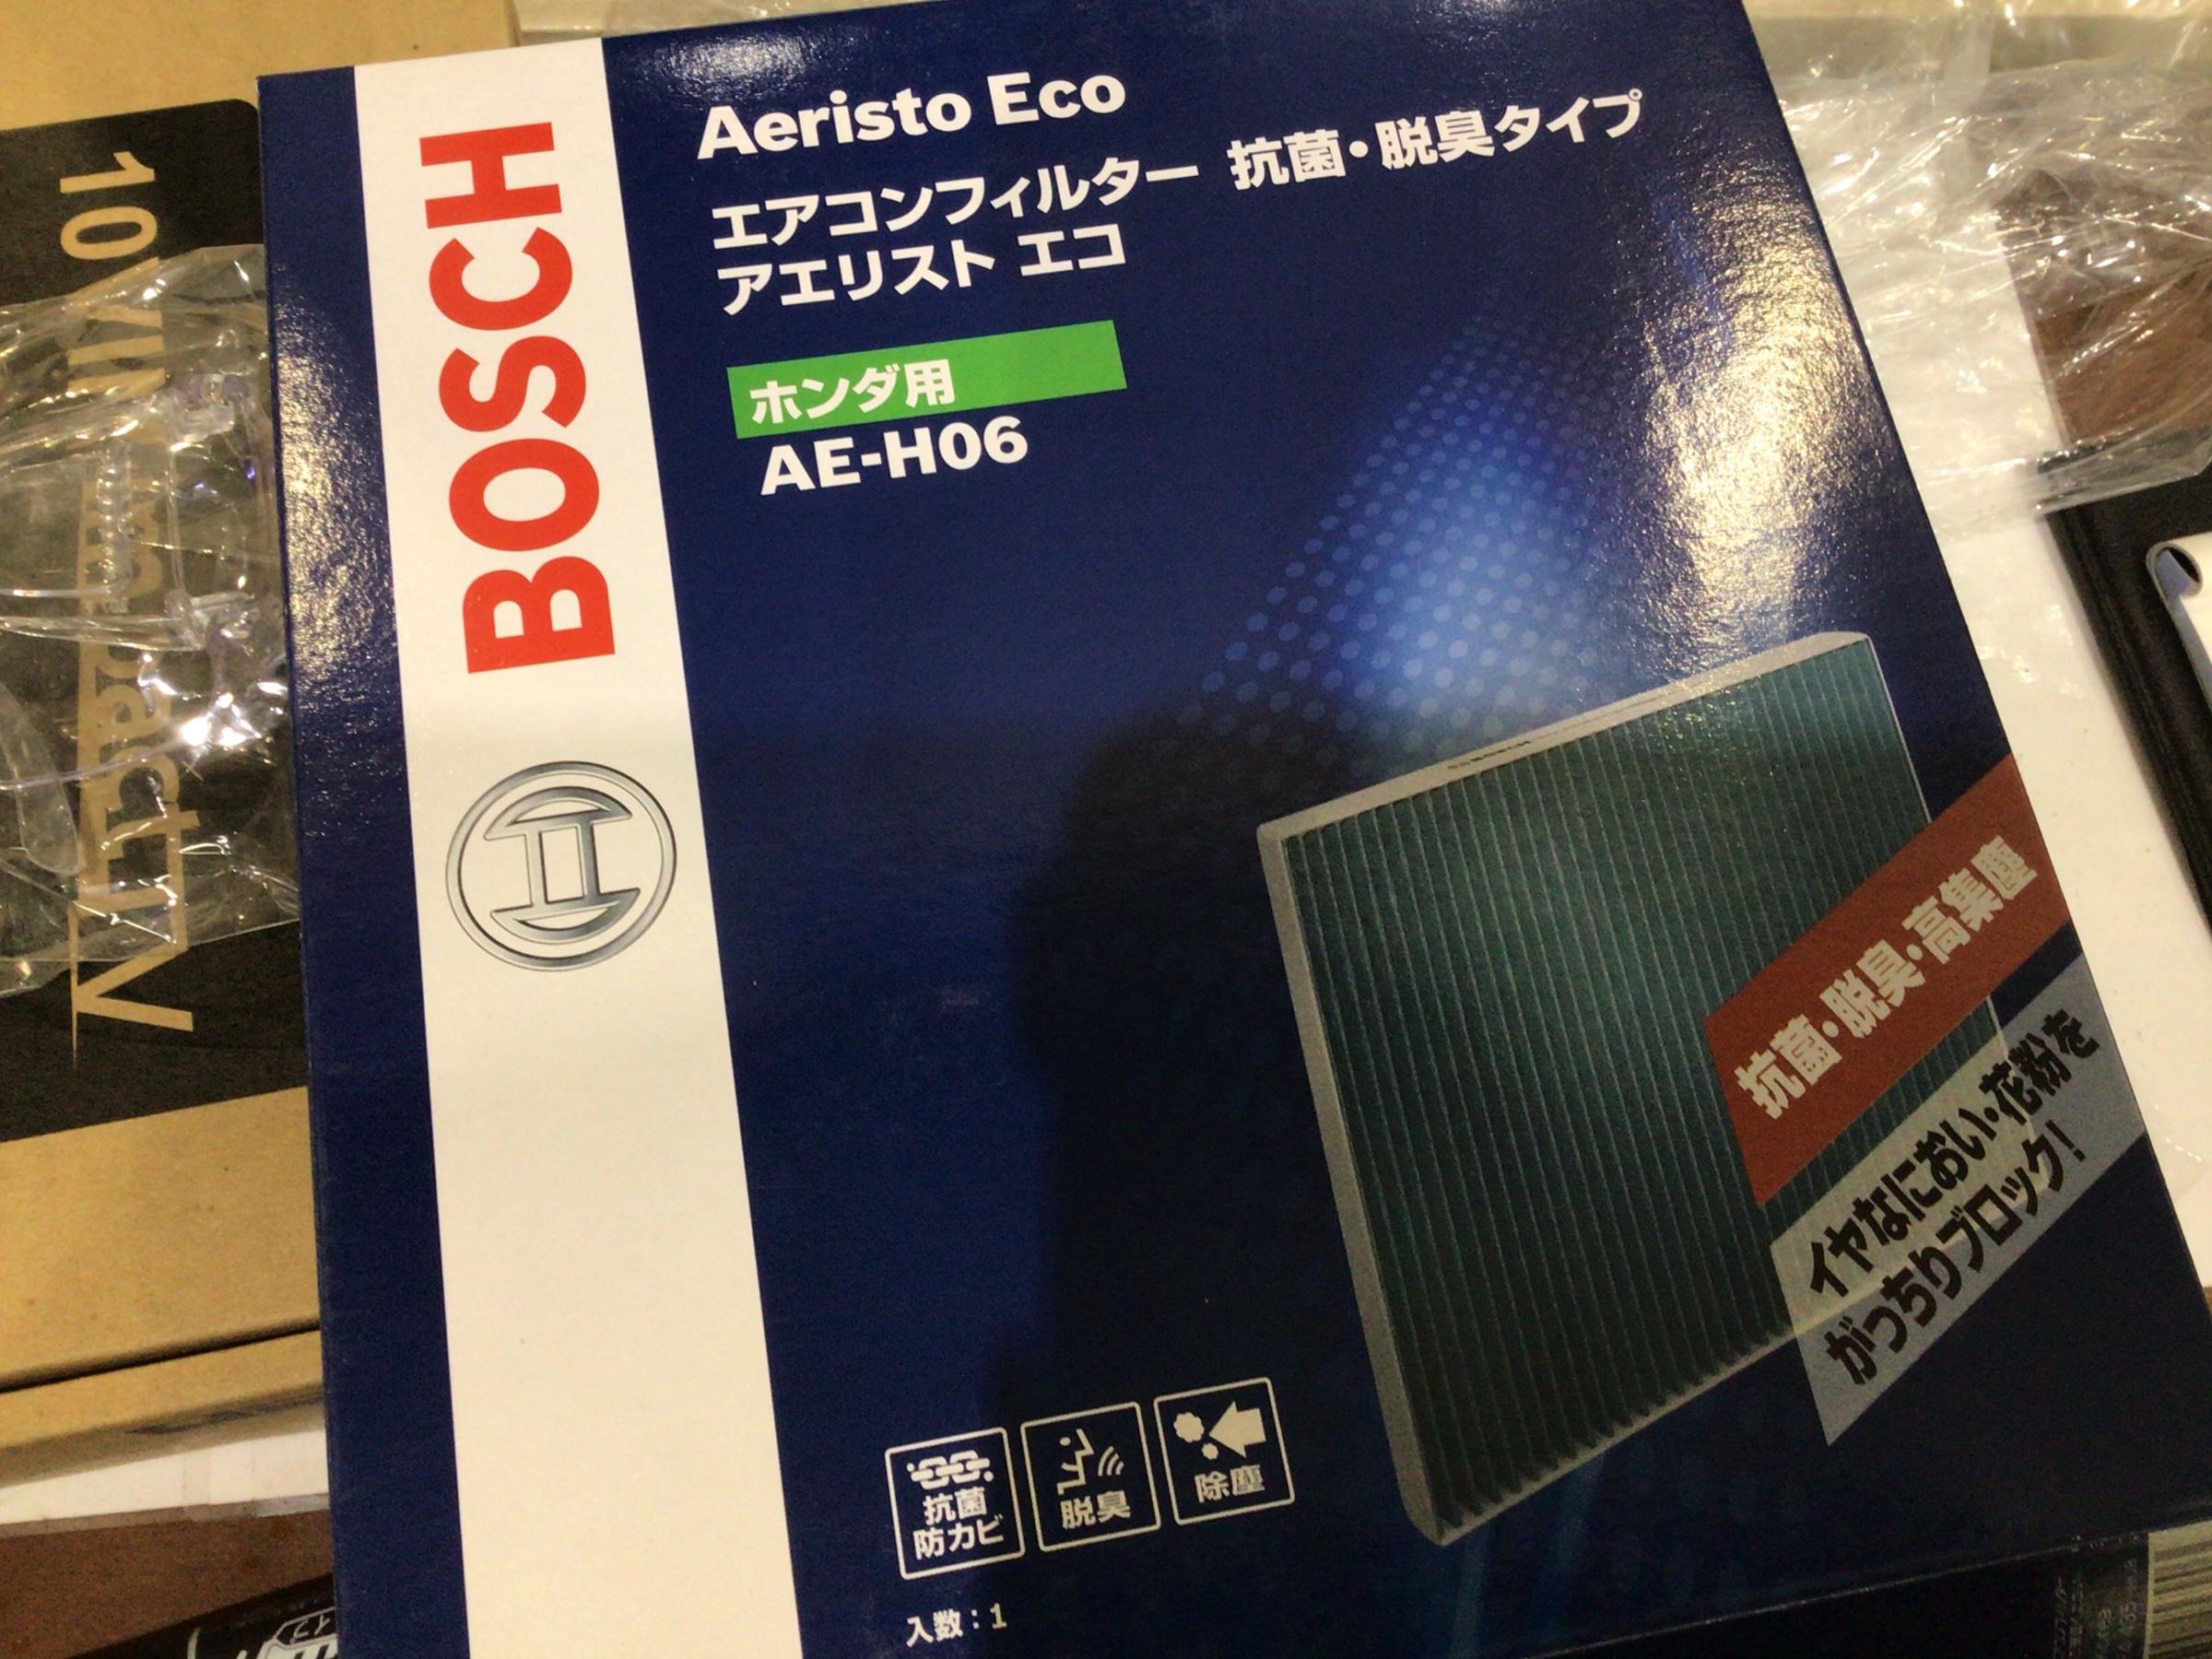 BOSCH
Aeristo Eco
エアコンフィルター 抗菌・脱臭タイプ
アエリスト エコ
ホンダ用
AE-H06
抗菌・脱臭・高集塵
イヤなにおい・花粉を
がっちりブロック!
抗菌
防カビ
脱臭
除塵
入数：1